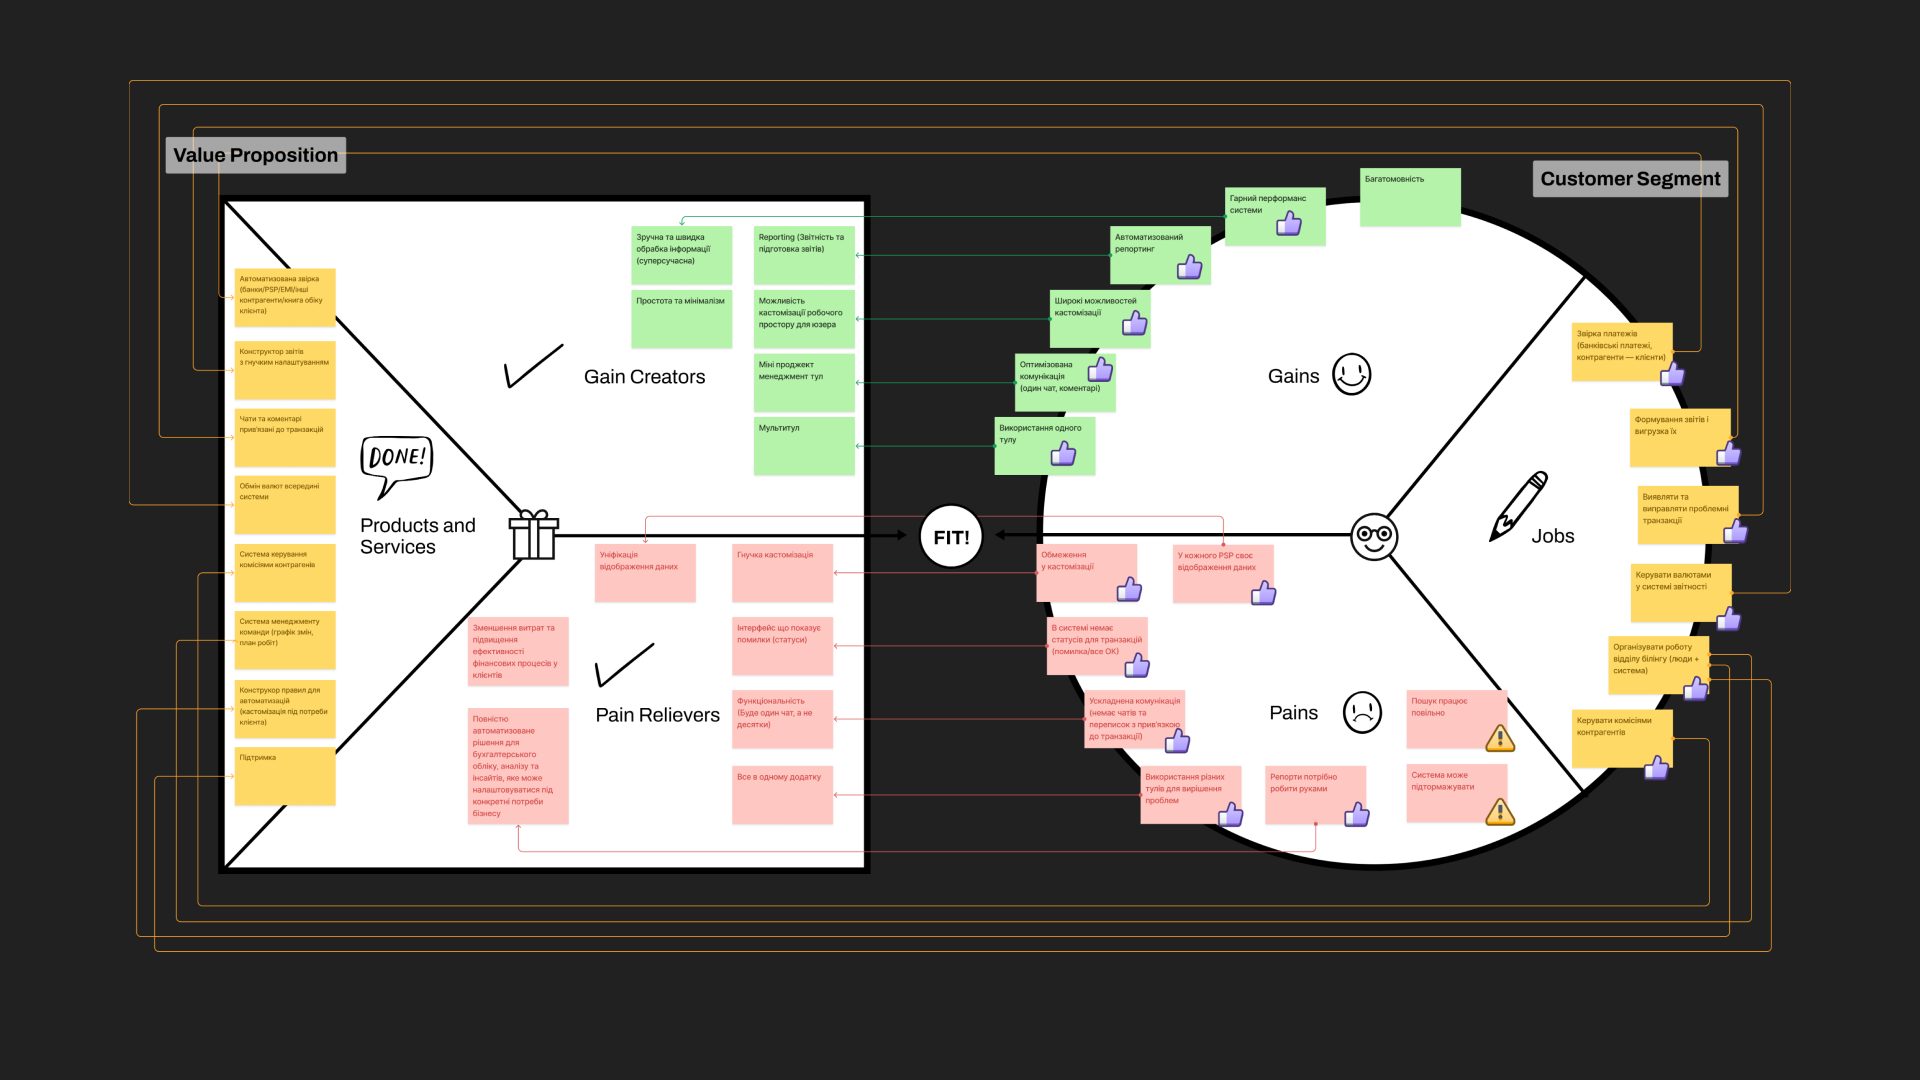 Value Proposition
Customer Segment
Автоматизована звірка
(банки/PSP/EMI/інші
контрагенти/книга обіку
клієнта)
Конструктор звітів
з гнучким налаштуванням
Чати та коментарі
прив'язані до транзакцій
Обмін валют всередині
системи
Система керування
комісіями контрагенів
Система менеджменту
команди (графік змін,
план робіт)
Конструкор правил для
автоматизацій
(кастомізація під потреби
клієнта)
Підтримка
DONE!
Products and
Services
Зручна та швидка
обрабка інформації
(суперсучасна)
Reporting (Звітність та
підготовка звітів)
Простота та мінімалізм
Можливість
кастомізації робочого
простору для юзера
Міні проджект
менеджмент тул
Мультитул
Gain Creators
Уніфікація
відображення даних
Гнучка кастомізація
Зменшення витрат та
підвищення
ефективності
фінансових процесів у
клієнтів
Інтерфейс що показує
помилки (статуси)
Повністю
автоматизоване
рішення для
бухгалтерського
обліку, аналізу та
інсайтів, яке може
налаштовуватися під
конкретні потреби
бізнесу
Функціональність
(Буде один чат, а не
десятки)
Все в одному додатку
Pain Relievers
FIT!
Багатомовність
Гарний перформанс
системи
Автоматизований
репортинг
Широкі можливостей
кастомізації
Оптимізована
комунікація
(один чат, коментарі)
Використання одного
тулу
Gains
Обмеження
у кастомізації
У кожного PSP своє
відображення даних
В системі немає
статусів для транзакцій
(помилка/все ОК)
Ускладнена комунікація
(немає чатів та
переписок з прив'язкою
до транзакції)
Використання різних
тулів для вирішення
проблем
Репорти потрібно
робити руками
Пошук працює
повільно
Система може
підтормажувати
Pains
Звірка платежів
(банківські платежі,
контрагенти — клієнти)
Формування звітів і
вигрузка їх
Виявляти та
виправляти проблемні
транзакції
Керувати валютами
у системі звітності
Організувати роботу
відділу білінгу (люди +
система)
Керувати комісіями
контрагентів
Jobs